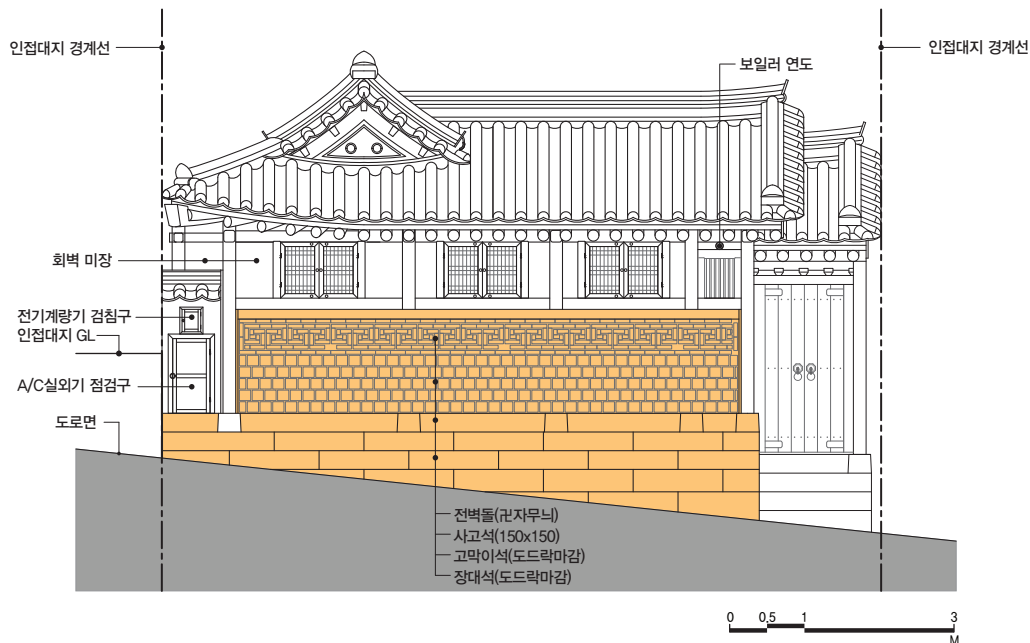 인접대지 경계선
인접대지 경계선
보일러 연도
회벽 미장
전기계량기 검침구
인접대지 GL
A/C실외기 점검구
도로면
전벽돌(卍자무늬)
사고석(150x150)
고막이석(도드락마감)
장대석(도드락마감)
0 0.5 1 3
M